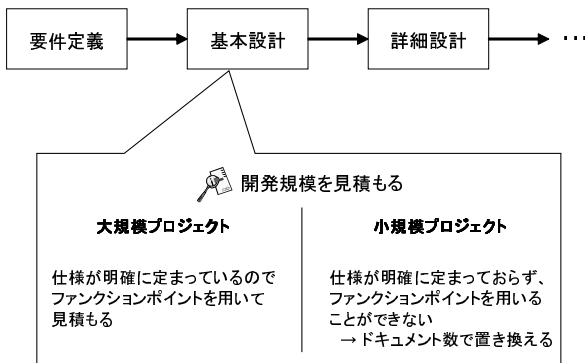 要件定義
基本設計
詳細設計
…
開発規模を見積もる
大規模プロジェクト
仕様が明確に定まっているので
ファンクションポイントを用いて
見積もる
小規模プロジェクト
仕様が明確に定まっておらず、
ファンクションポイントを用いる
ことができない
→ ドキュメント数で置き換える